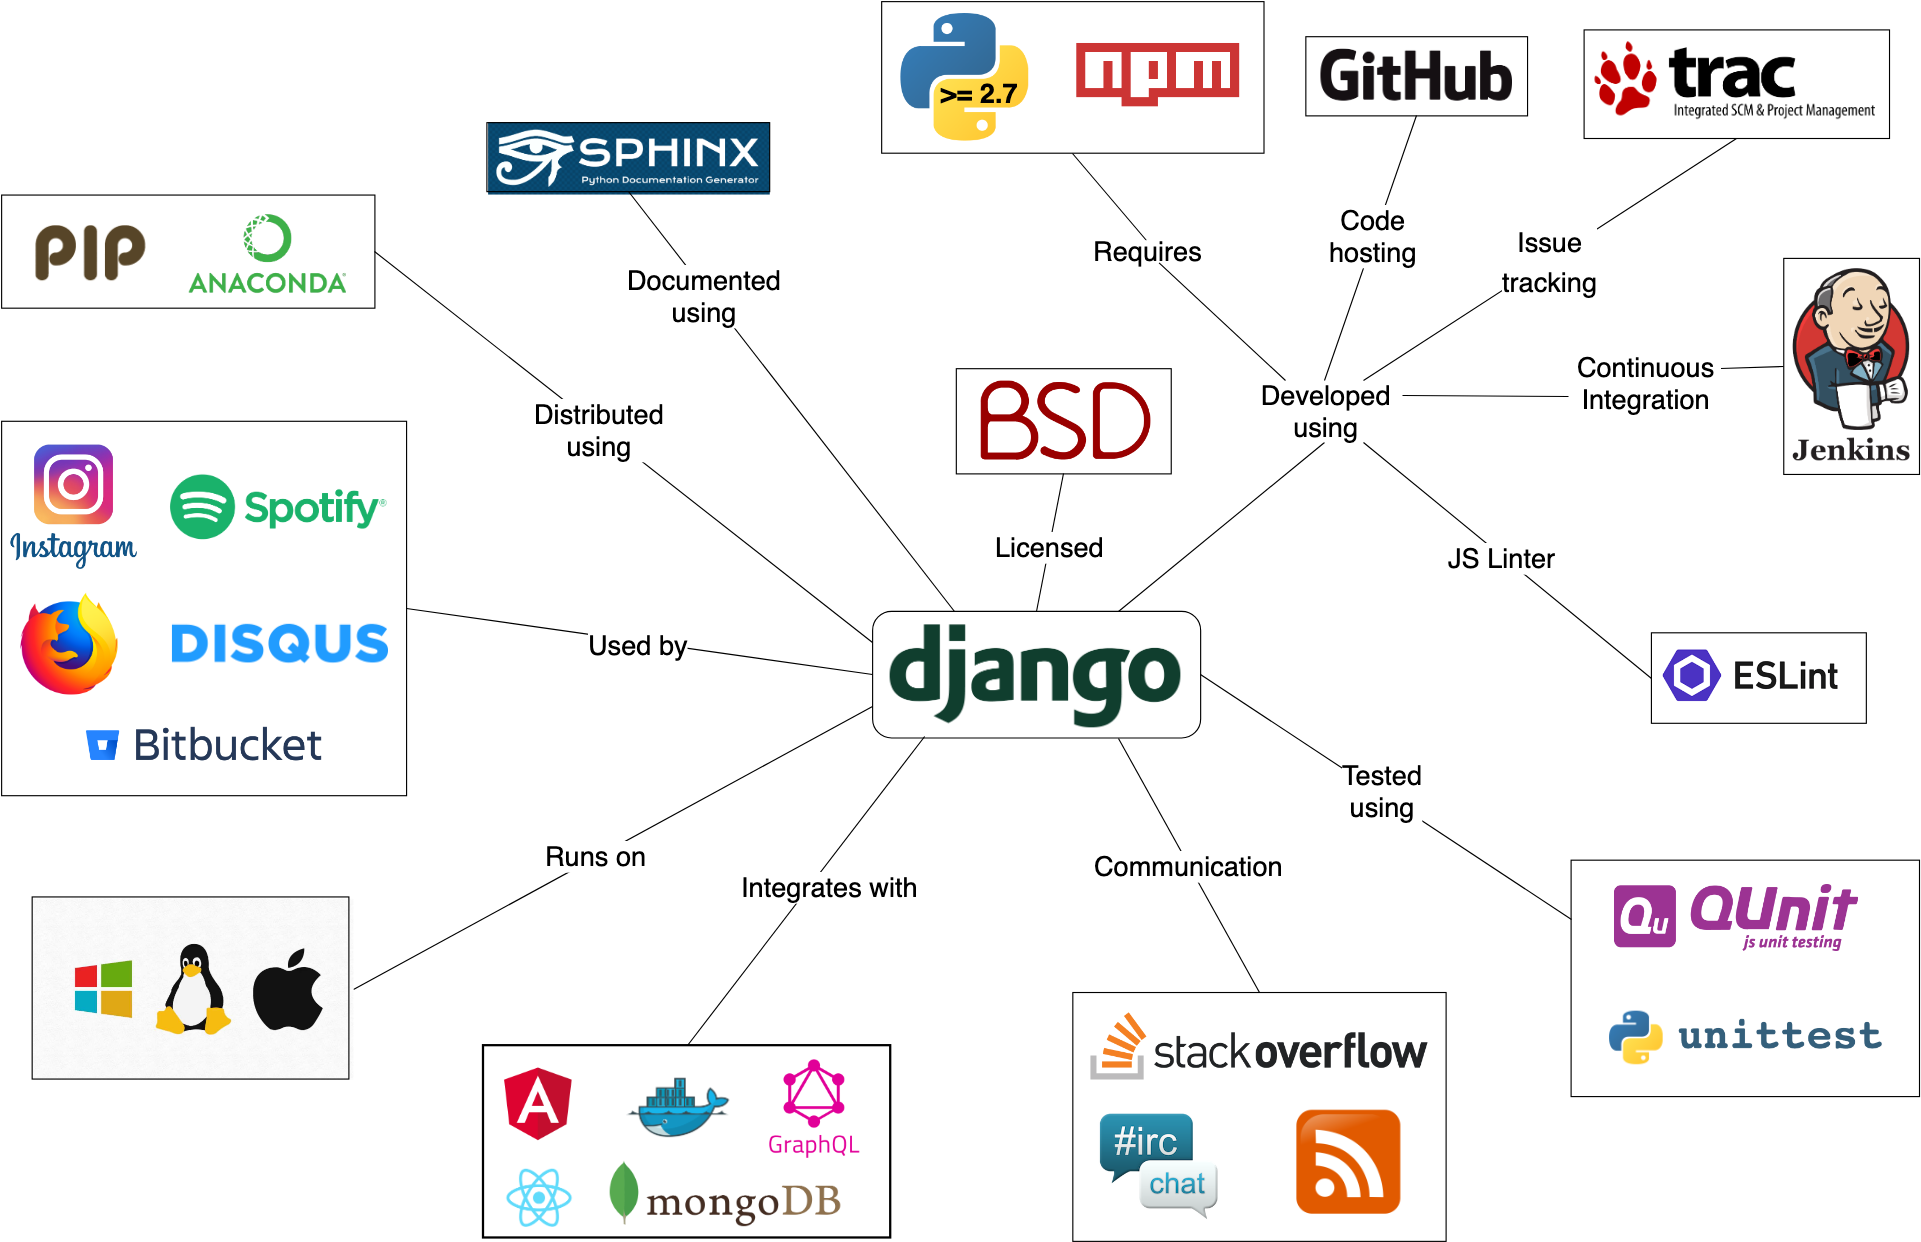 >= 2.7
npm
GitHub
trac
Integrated SCM & Project Management
SPHINX
Python Documentation Generator
PIP
ANACONDA®
Code
hosting
Requires
Issue
tracking
Documented
using
Continuous
Integration
Jenkins
BSD
Developed
using
Distributed
using
Instagram
Spotify®
Licensed
JS Linter
DISQUS
Used by
django
ESLint
Bitbucket
Tested
using
Runs on
Integrates with
Communication
Qu
QUnit
js unit testing
unittest
stackoverflow
A
GraphQL
#irc
chat
mongoDB